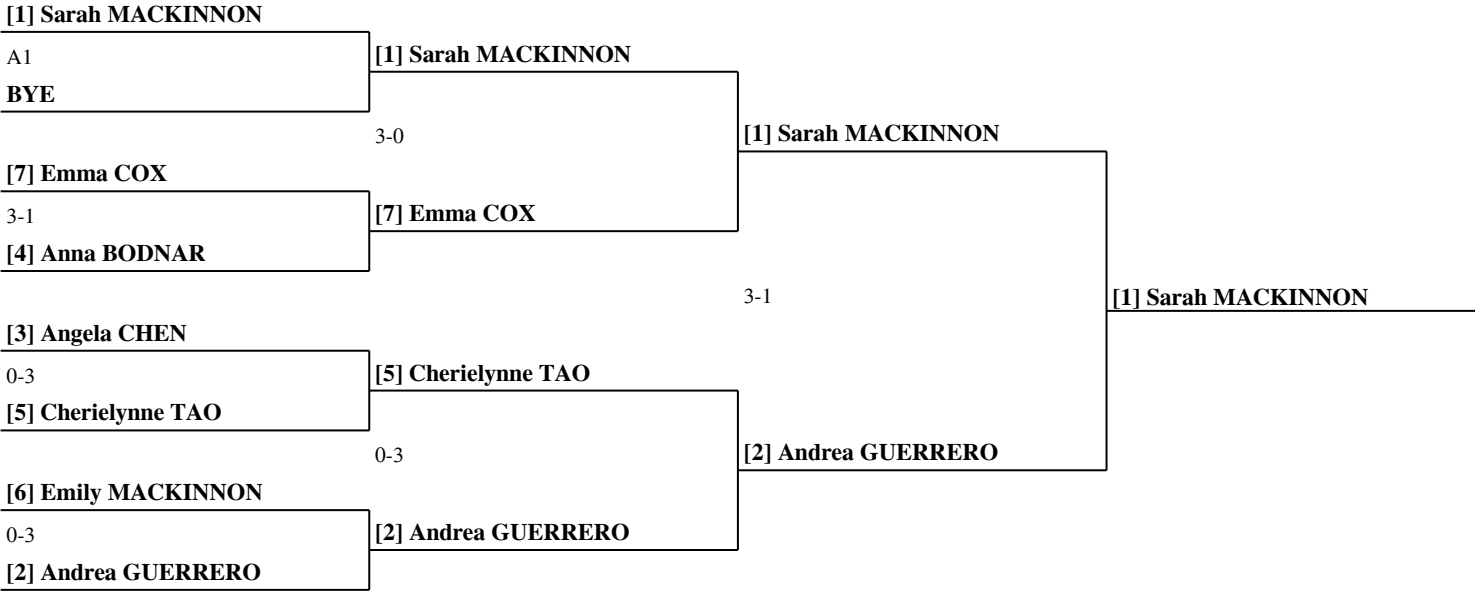 [1] Sarah MACKINNON
A1
BYE
[1] Sarah MACKINNON
3-0
[7] Emma COX
3-1
[4] Anna BODNAR
[7] Emma COX
[1] Sarah MACKINNON
3-1
[3] Angela CHEN
0-3
[5] Cherielynne TAO
[5] Cherielynne TAO
0-3
[6] Emily MACKINNON
0-3
[2] Andrea GUERRERO
[2] Andrea GUERRERO
[2] Andrea GUERRERO
[1] Sarah MACKINNON